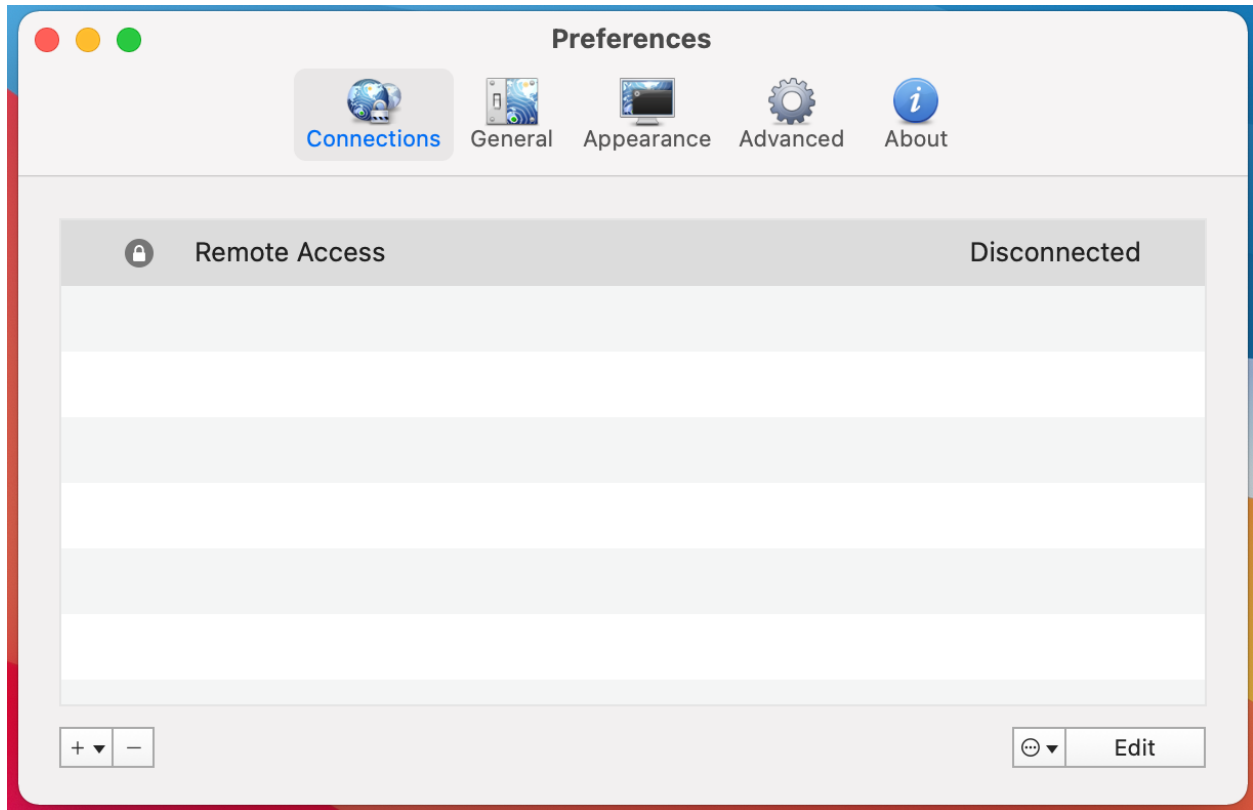 Preferences
Connections
General
Appearance
Advanced
About
Remote Access
Disconnected
+
−
Edit